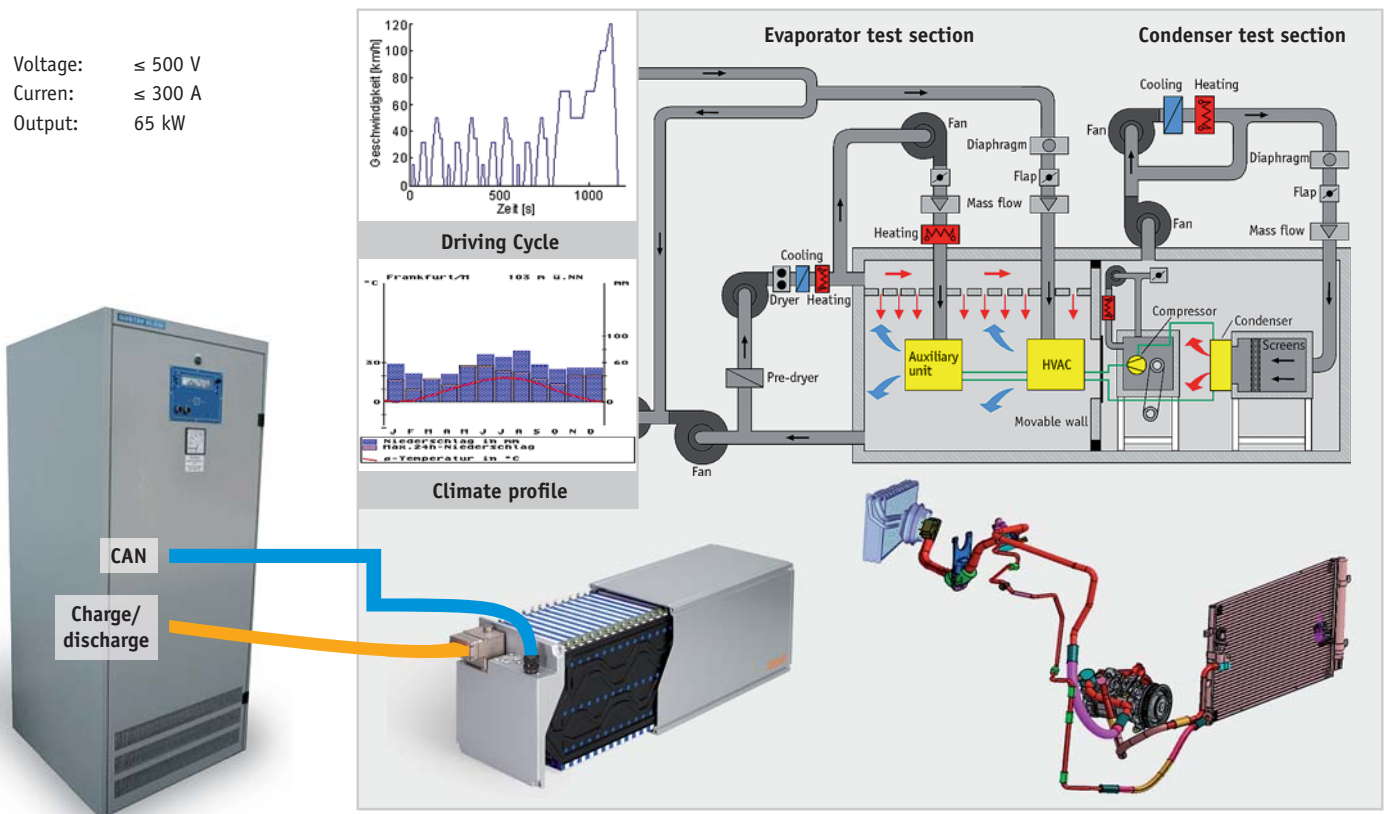 Voltage: ≤ 500 V
Curren: ≤ 300 A
Output: 65 kW
Geschwindigkeit [km/h]
120
100
80
60
40
20
0
0 500 1000
Zeit [s]
Driving Cycle
Frankfurt/M 103 m ü.NN
°C MM
100
30 60
20
0 0
J F M A M J J A S O N D
Niederschlag in mm
Max.24h-Niederschlag
ø-Temperatur in °C
Climate profile
Evaporator test section
Condenser test section
Cooling Heating
Fan
Fan
Diaphragm
Diaphragm
Flap
Flap
Mass flow
Mass flow
Heating
Fan
Cooling
Dryer Heating
Compressor
Condenser
Screens
Auxiliary
unit
HVAC
Pre-dryer
Movable wall
Fan
GUSTAV KLEIN
CAN
Charge/
discharge